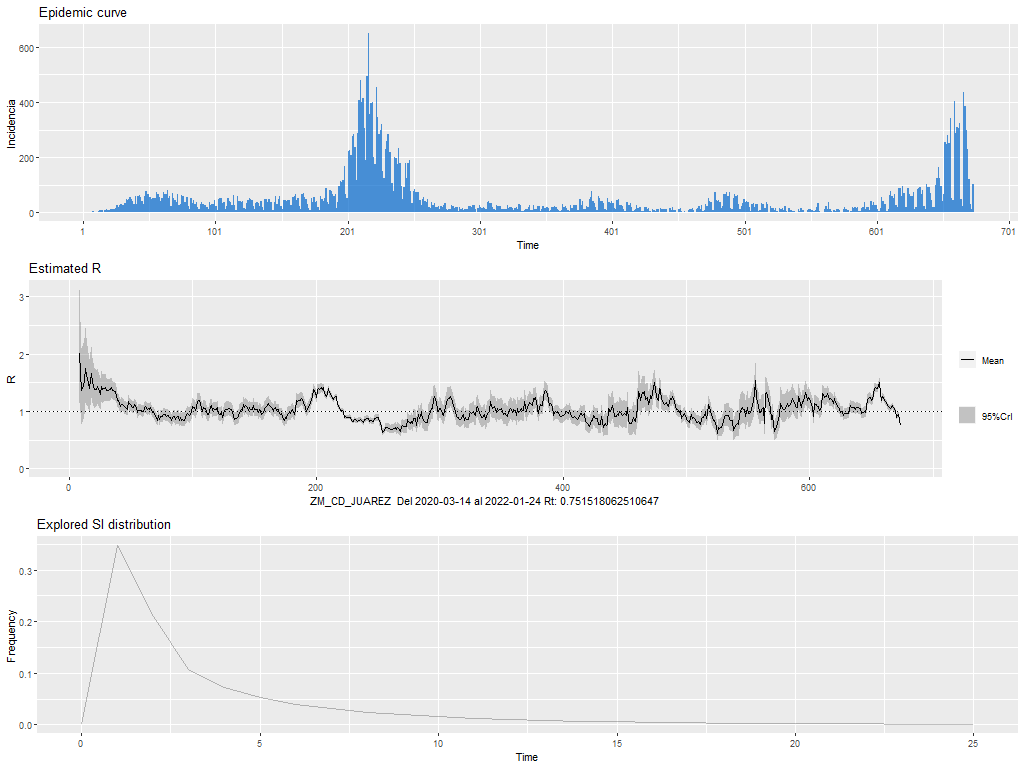 Epidemic curve
600
400
200
0
Incidencia
1 101 201 301 401 501 601 701
Time
Estimated R
3
2
1
0
R
Mean
95%CrI
0 200 400 600
ZM_CD_JUAREZ Del 2020-03-14 al 2022-01-24 Rt: 0.751518062510647
Explored SI distribution
0.3
0.2
0.1
0.0
Frequency
0 5 10 15 20 25
Time